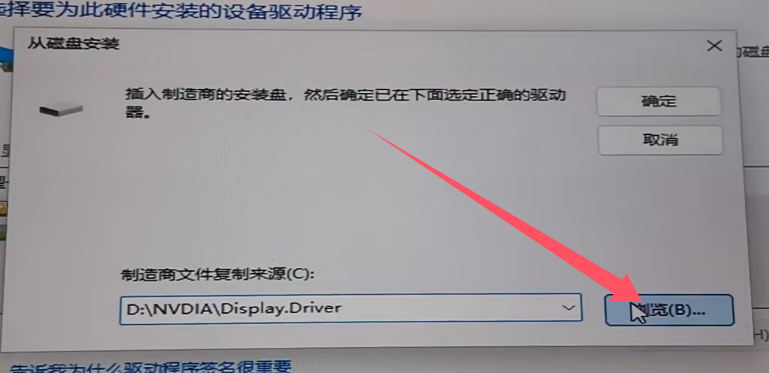 选择要为此硬件安装的设备驱动程序
从磁盘安装
插入制造商的安装盘，然后确定已在下面选定正确的驱动
器。
确定
取消
制造商文件复制来源(C):
D:\NVDIA\Display.Driver
浏览(B)...
告诉我为什么驱动程序签名很重要